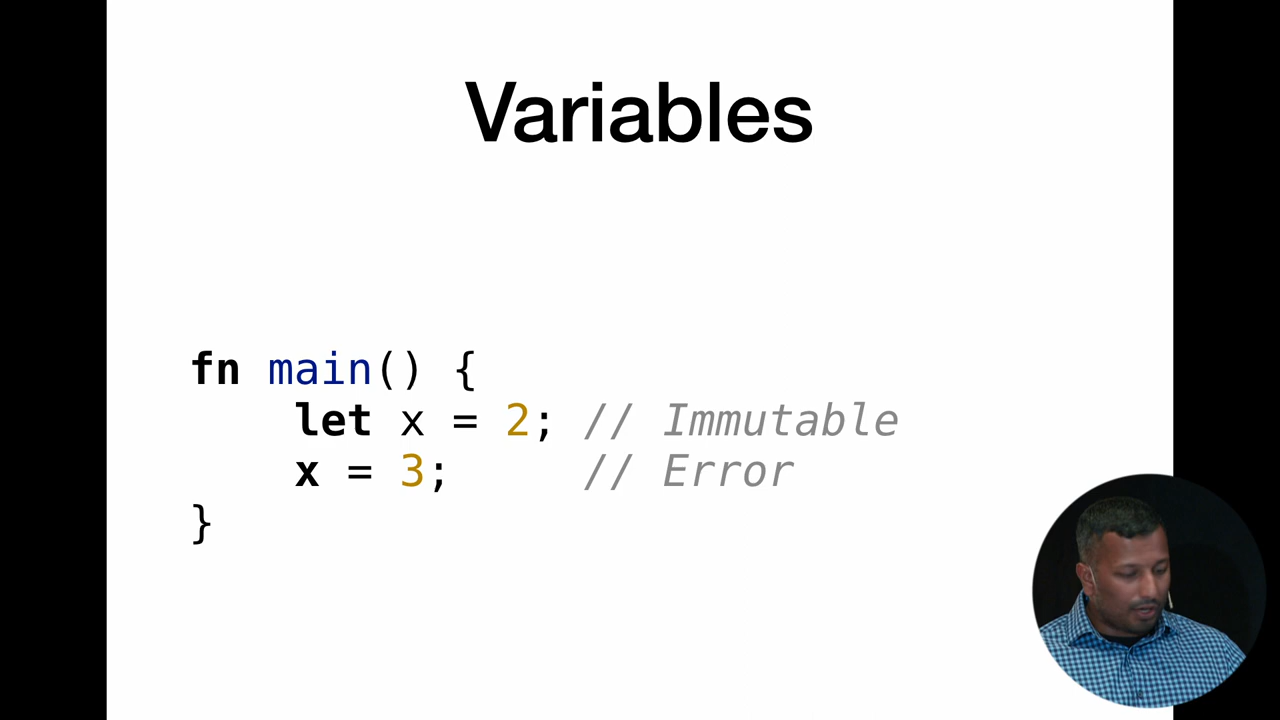 Variables
fn main() {
    let x = 2; // Immutable
    x = 3;     // Error
}